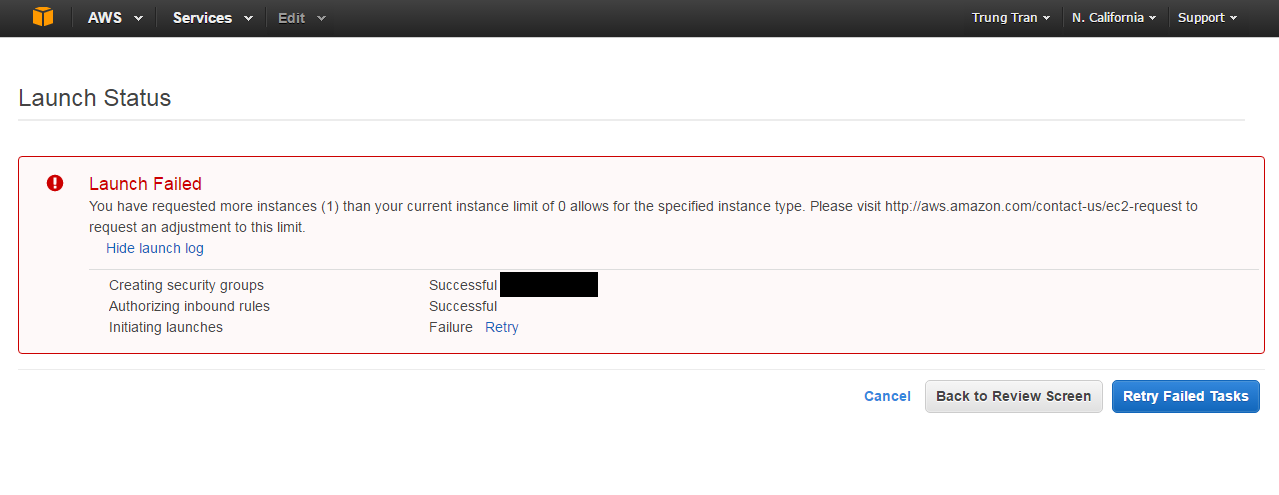 AWS Services Edit Trung Tran N. California Support
Launch Status
Launch Failed
You have requested more instances (1) than your current instance limit of 0 allows for the specified instance type. Please visit http://aws.amazon.com/contact-us/ec2-request to
request an adjustment to this limit.
Hide launch log
Creating security groups Successful
Authorizing inbound rules Successful
Initiating launches Failure Retry
Cancel Back to Review Screen Retry Failed Tasks